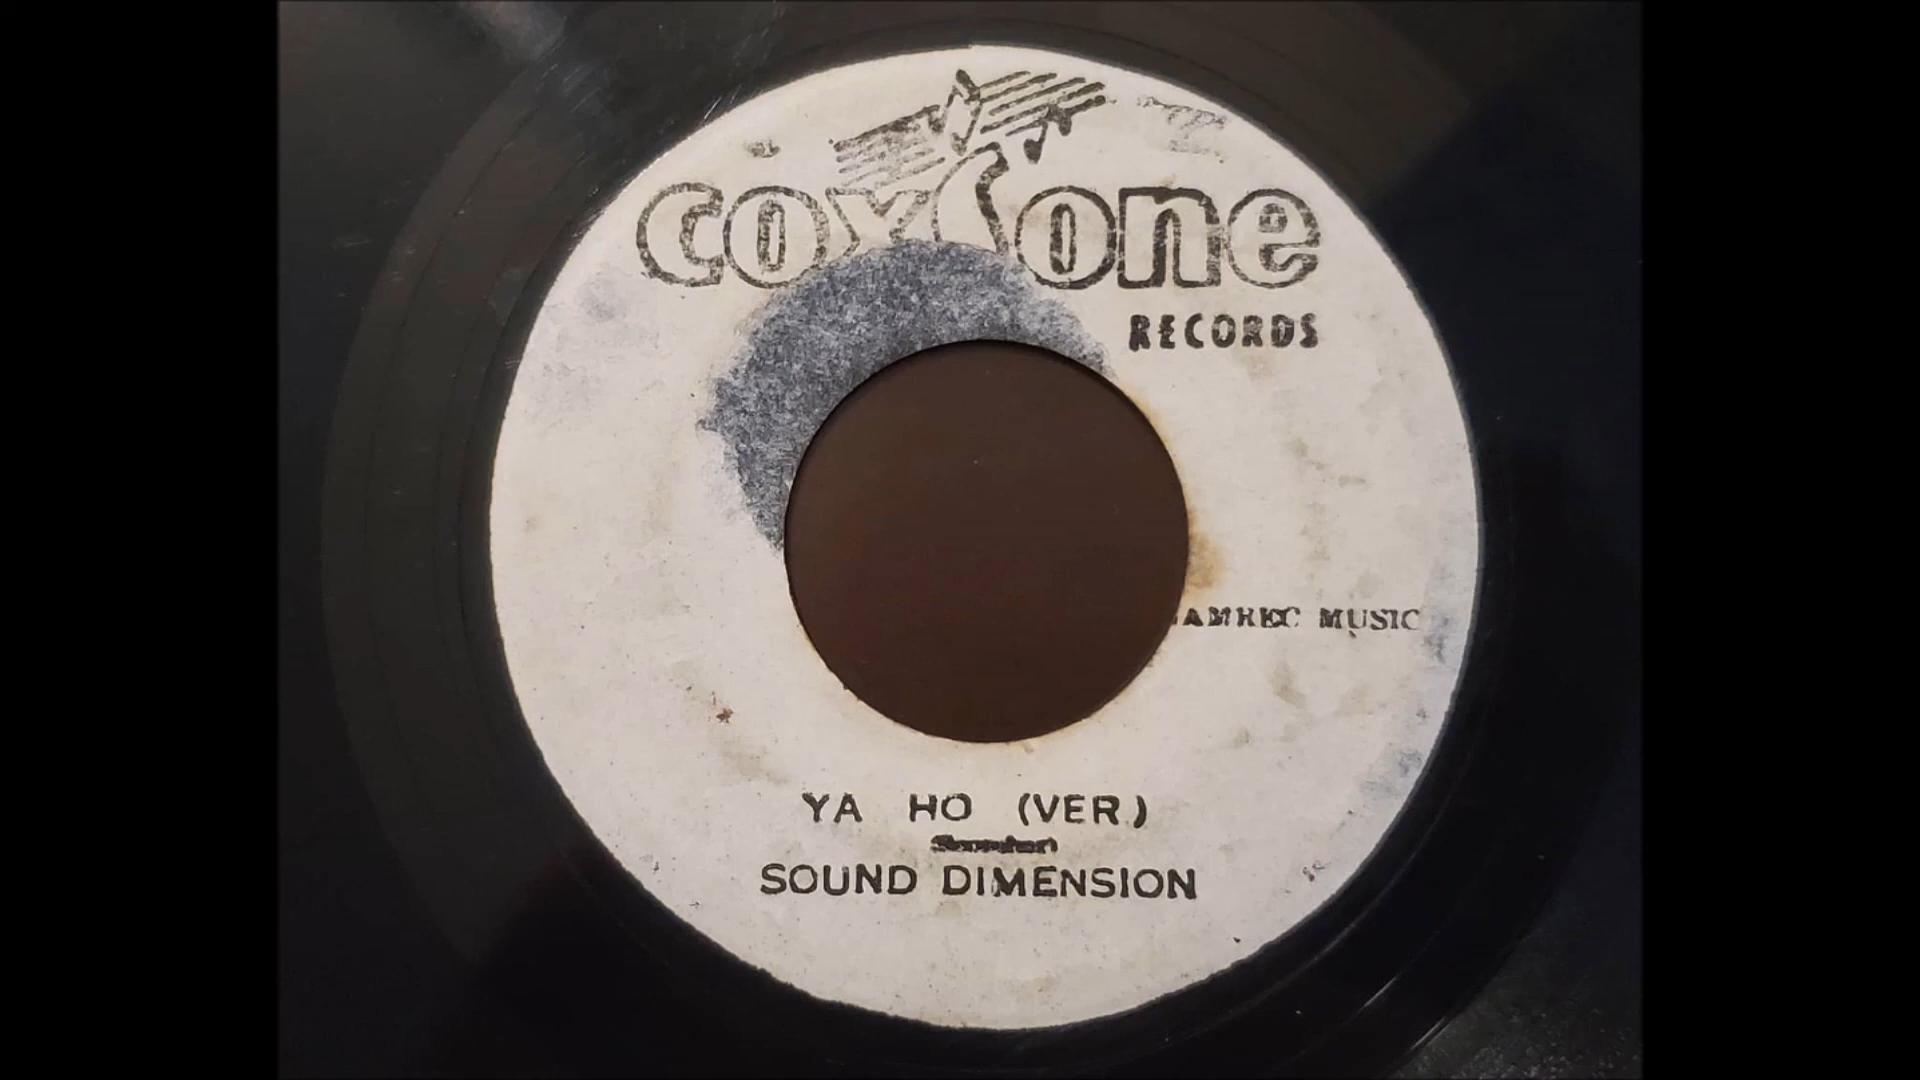 coxsone
RECORDS
AMREC MUSIC
YA HO (VER)
SOUND DIMENSION